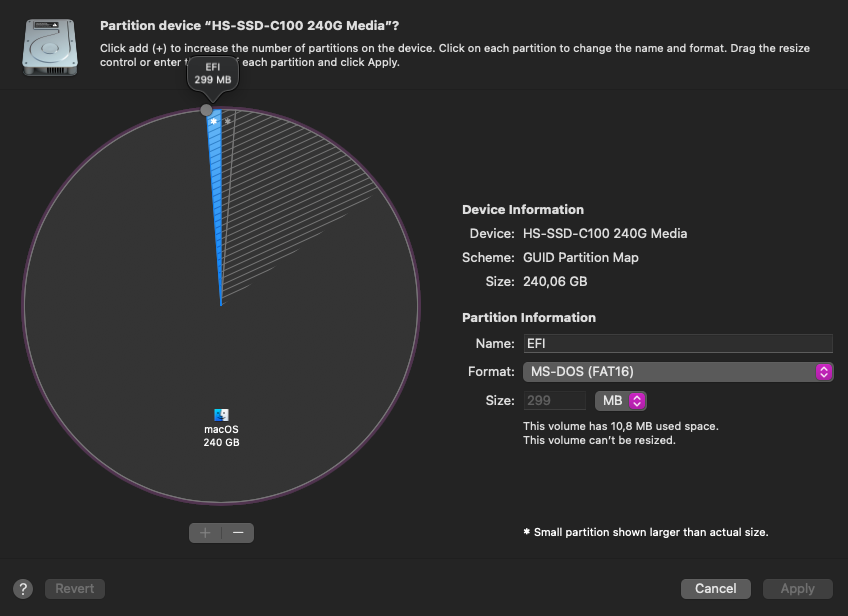 Partition device “HS-SSD-C100 240G Media”?
Click add (+) to increase the number of partitions on the device. Click on each partition to change the name and format. Drag the resize
control or enter t each partition and click Apply.
EFI
299 MB
✱ ✱
macOS
240 GB
+ −
Device Information
Device: HS-SSD-C100 240G Media
Scheme: GUID Partition Map
Size: 240,06 GB
Partition Information
Name: EFI
Format: MS-DOS (FAT16)
Size: 299 MB
This volume has 10,8 MB used space.
This volume can’t be resized.
✱ Small partition shown larger than actual size.
? Revert Cancel Apply